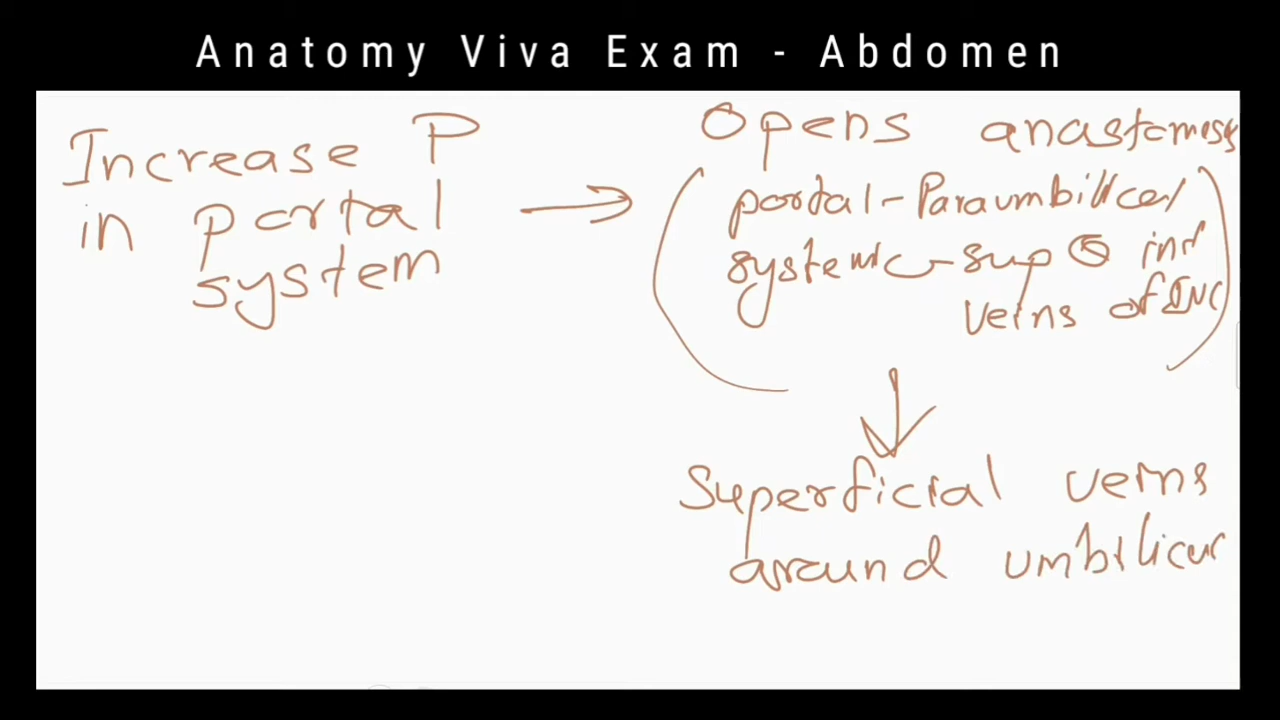 Anatomy Viva Exam - Abdomen
Increase P
in portal
system
Opens anastomosis
portal - Paraumbilical
systemic - sup & inf
veins of
Superficial veins
around umbilicus